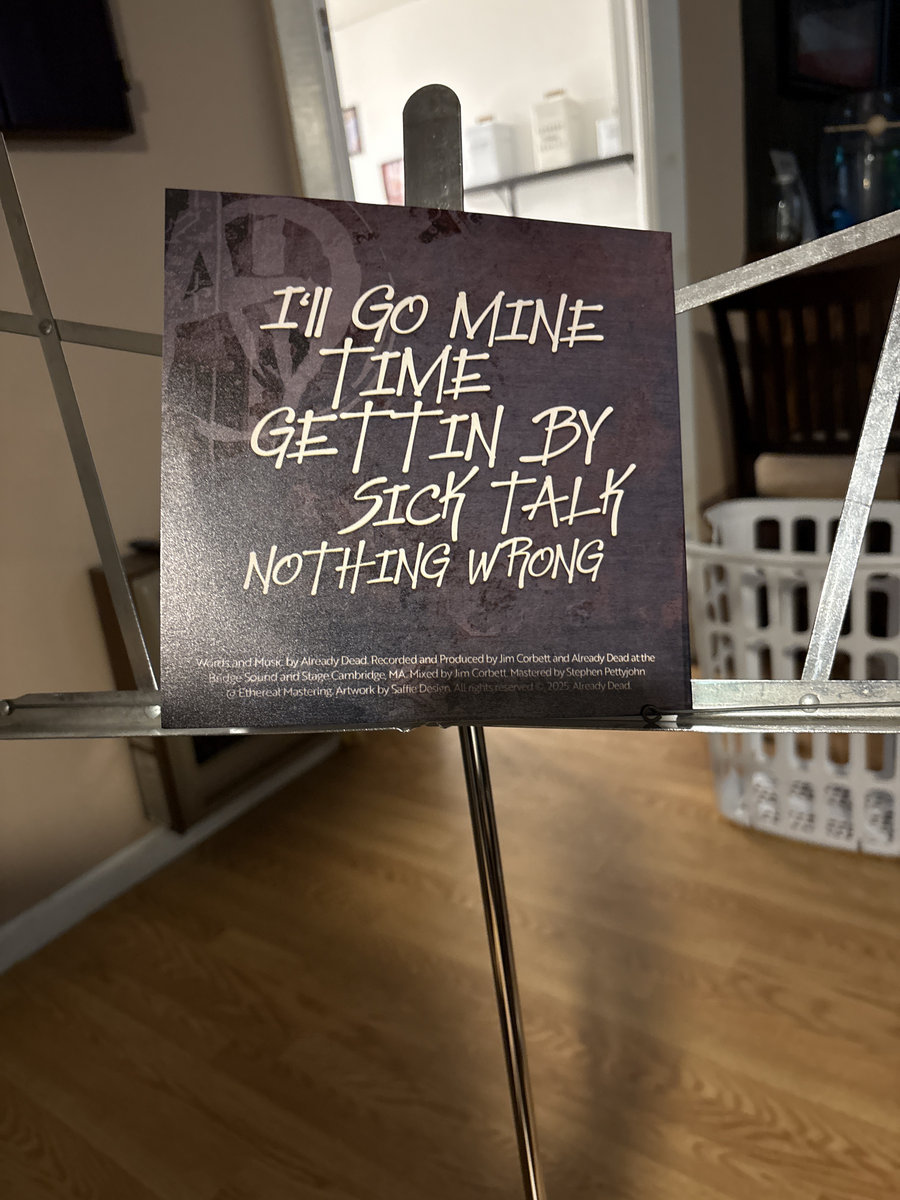 I'll GO MINE
TIME
GETTIN BY
SICK TALK
NOTHING WRONG
Words and Music by Already Dead. Recorded and Produced by Jim Corbett and Already Dead at the
Bridge Sound and Stage Cambridge, MA. Mixed by Jim Corbett. Mastered by Stephen Pettyjohn
@ Ethereal Mastering. Artwork by Saffie Design. All rights reserved © 2025 Already Dead.